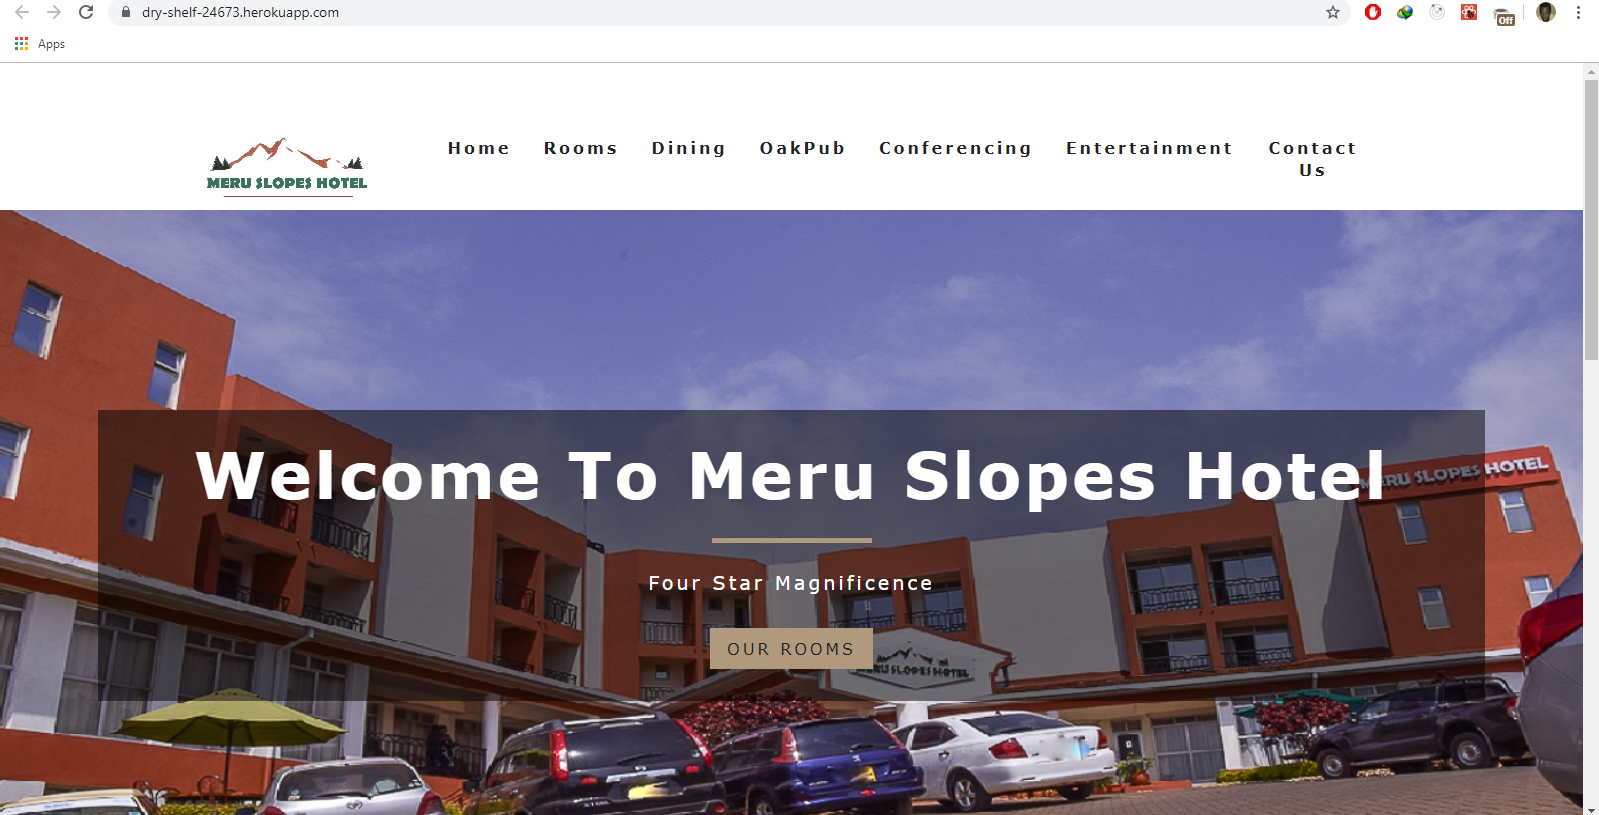 dry-shelf-24673.herokuapp.com
Off
Apps
MERU SLOPES HOTEL
Home Rooms Dining OakPub Conferencing Entertainment Contact Us
Welcome To Meru Slopes Hotel
MERU SLOPES HOTEL
Four Star Magnificence
OUR ROOMS
MERU SLOPES HOTEL